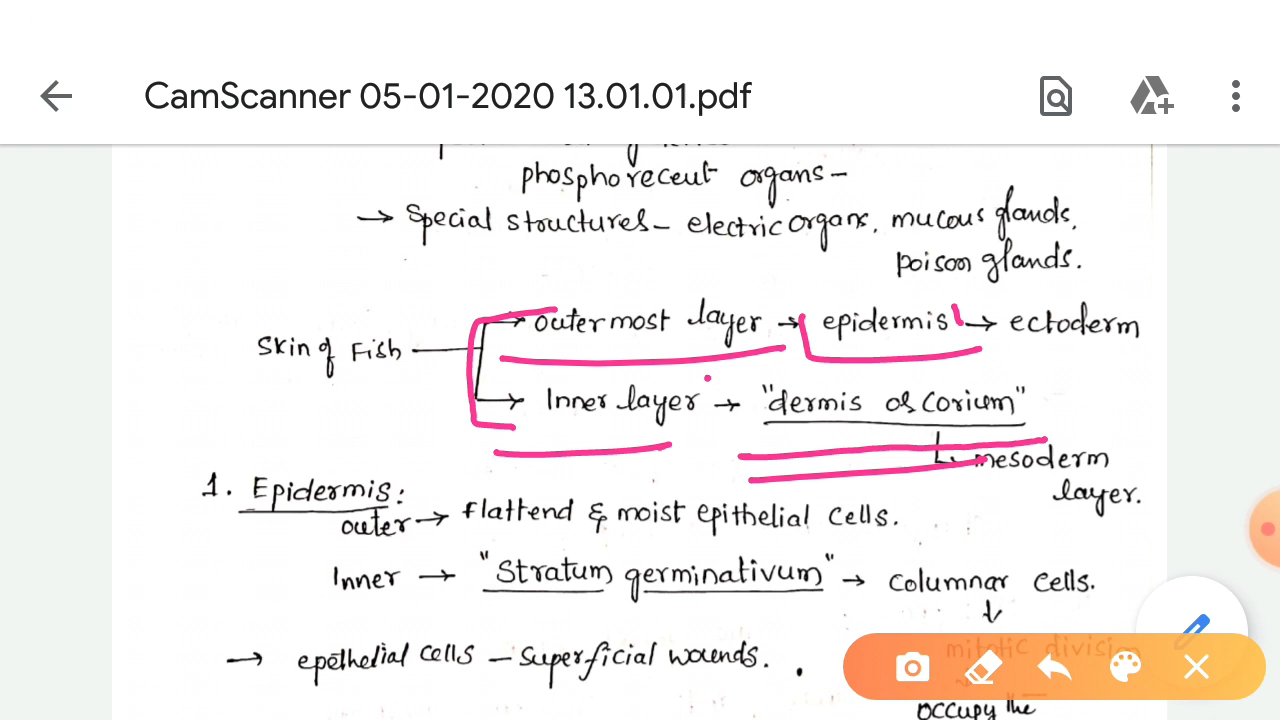 CamScanner 05-01-2020 13.01.01.pdf
phosphorecent organs-
→ Special structures - electric organs, mucous glands,
poison glands.
Skin of Fish → outermost layer → epidermis → ectoderm
→ Inner layer → "dermis or Corium"
↳ mesoderm
layer.
1. Epidermis:
outer → flattend & moist epithelial cells.
Inner → "Stratum germinativum" → Columnar cells.
↓
→ epethelial cells - Superficial wounds.
mitotic division
occupy the